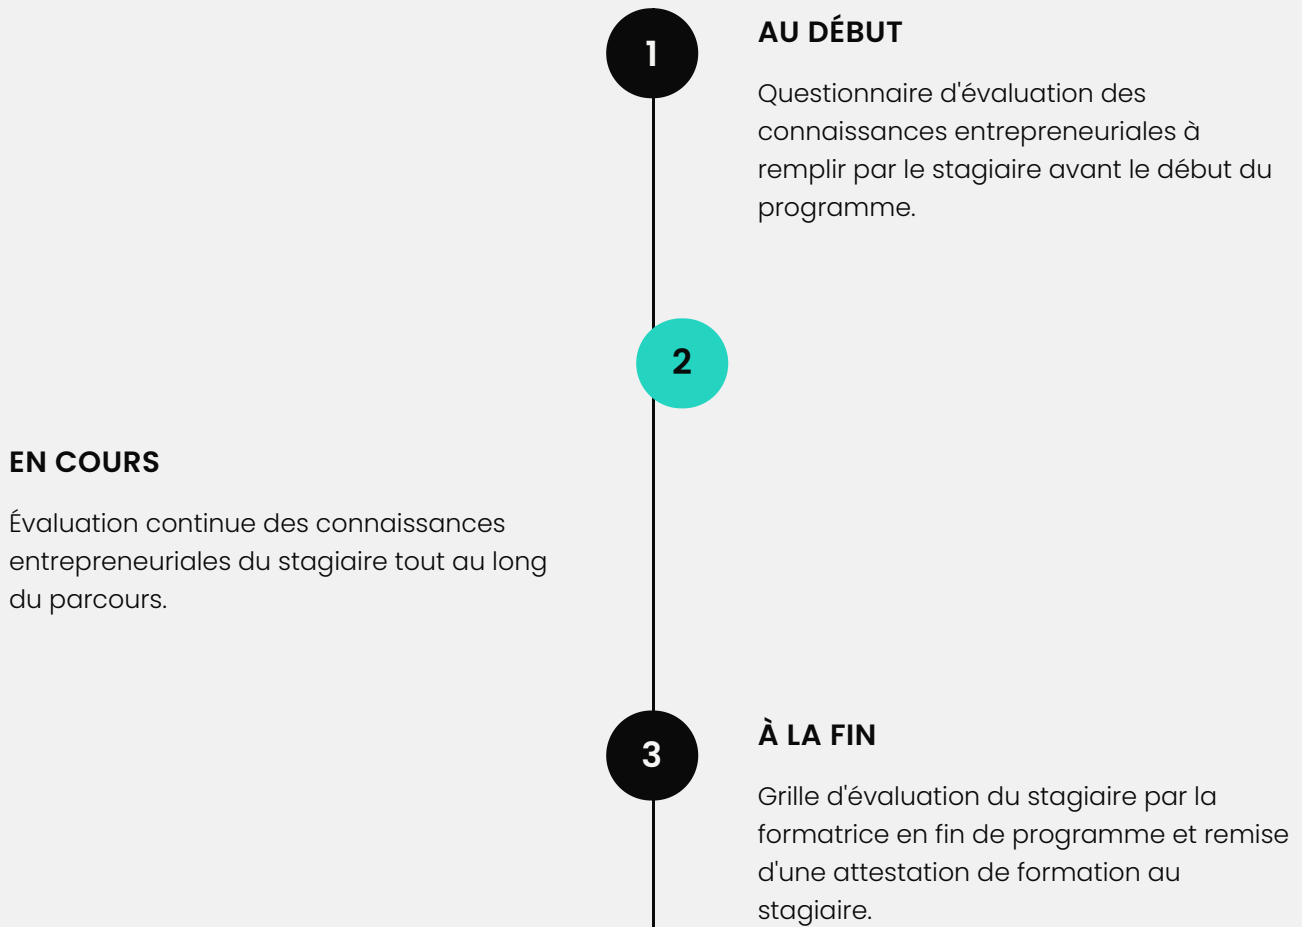 1
AU DÉBUT
Questionnaire d'évaluation des
connaissances entrepreneuriales à
remplir par le stagiaire avant le début du
programme.
2
EN COURS
Évaluation continue des connaissances
entrepreneuriales du stagiaire tout au long
du parcours.
3
À LA FIN
Grille d'évaluation du stagiaire par la
formatrice en fin de programme et remise
d'une attestation de formation au
stagiaire.